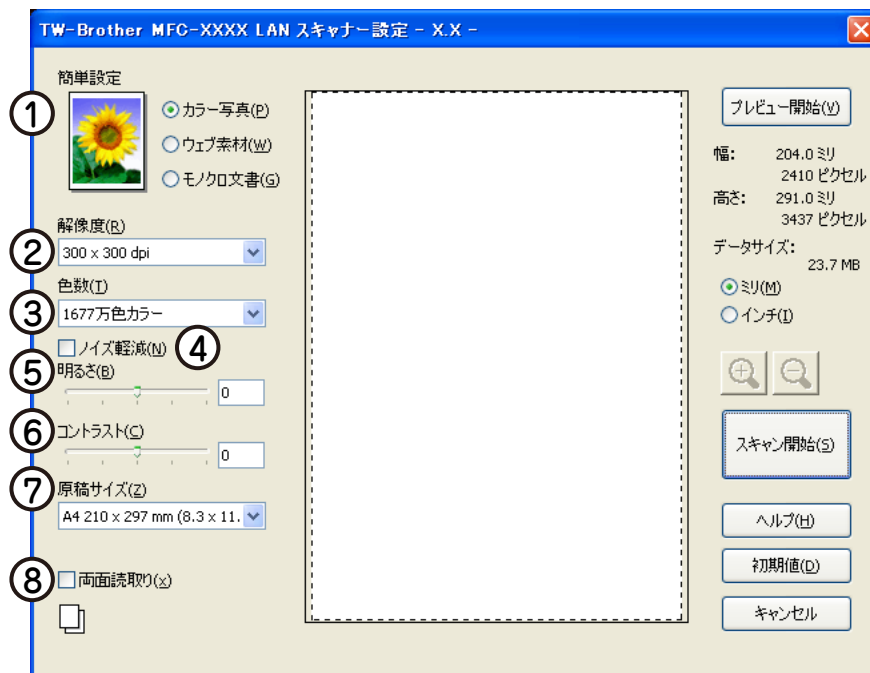 TW-Brother MFC-XXXX LAN スキャナー設定 - X.X -
簡単設定
①
カラー写真(P)
ウェブ素材(W)
モノクロ文書(G)
解像度(R)
②
300 x 300 dpi
色数(T)
③
1677万色カラー
ノイズ軽減(N)
④
⑤
明るさ(B)
0
⑥
コントラスト(C)
0
⑦
原稿サイズ(Z)
A4 210 x 297 mm (8.3 x 11.
⑧
両面読取り(x)
プレビュー開始(V)
幅: 204.0 ミリ
2410 ピクセル
高さ: 291.0 ミリ
3437 ピクセル
データサイズ:
23.7 MB
ミリ(M)
インチ(I)
スキャン開始(S)
ヘルプ(H)
初期値(D)
キャンセル